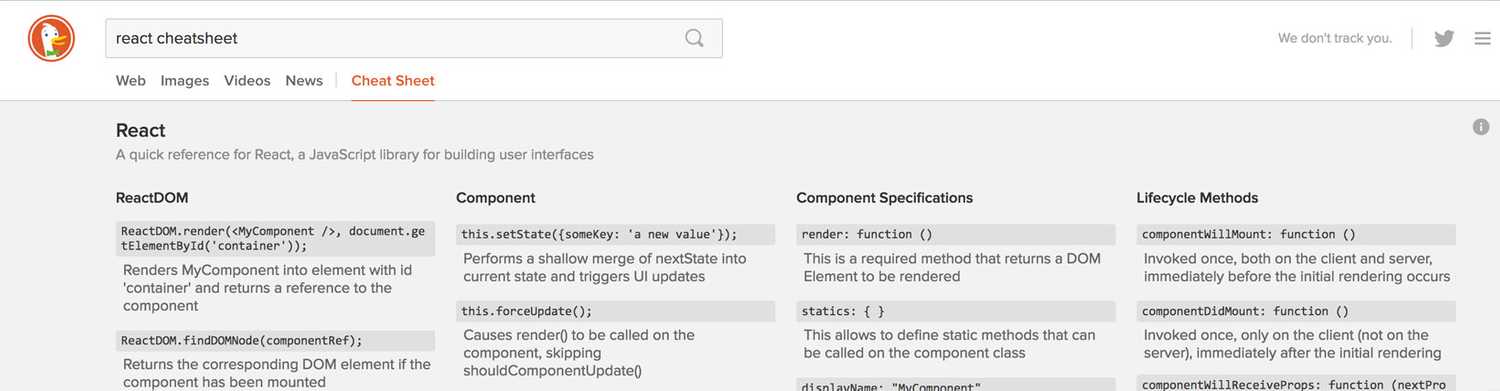 react cheatsheet
We don't track you.
Web Images Videos News Cheat Sheet
React
A quick reference for React, a JavaScript library for building user interfaces
ReactDOM
ReactDOM.render(<MyComponent />, document.ge
tElementById('container'));
Renders MyComponent into element with id
'container' and returns a reference to the
component
ReactDOM.findDOMNode(componentRef);
Returns the corresponding DOM element if the
component has been mounted
Component
this.setState({someKey: 'a new value'});
Performs a shallow merge of nextState into
current state and triggers UI updates
this.forceUpdate();
Causes render() to be called on the
component, skipping
shouldComponentUpdate()
Component Specifications
render: function ()
This is a required method that returns a DOM
Element to be rendered
statics: { }
This allows to define static methods that can
be called on the component class
displayName: "MyComponent"
Lifecycle Methods
componentWillMount: function ()
Invoked once, both on the client and server,
immediately before the initial rendering occurs
componentDidMount: function ()
Invoked once, only on the client (not on the
server), immediately after the initial rendering
componentWillReceiveProps: function (nextPro